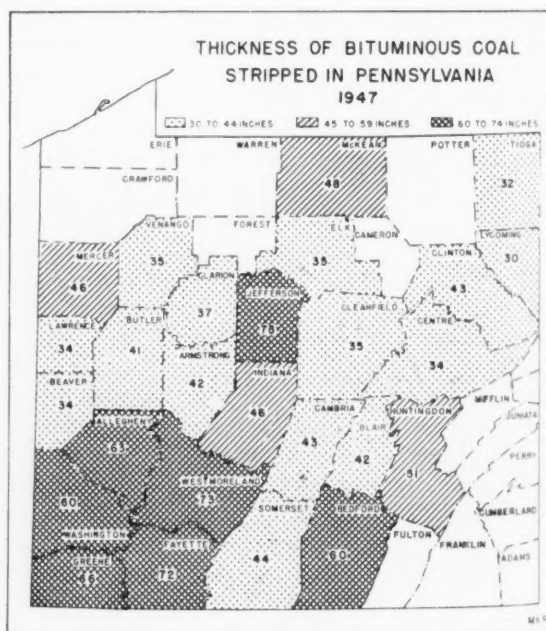 THICKNESS OF BITUMINOUS COAL
STRIPPED IN PENNSYLVANIA
1947
30 TO 44 INCHES 45 TO 59 INCHES 60 TO 74 INCHES
ERIE
WARREN
MCKEAN
POTTER
TIOGA
CRAWFORD
48
32
VENANGO
FOREST
ELK
CAMERON
LYCOMING
MERCER
35
CLARION
35
CLINTON
30
46
JEFFERSON
43
LAWRENCE
BUTLER
37
CLEARFIELD
CENTRE
34
41
ARMSTRONG
35
34
BEAVER
42
INDIANA
34
46
CAMBRIA
HUNTINGDON
MIFFLIN
JUNIATA
ALLEGHENY
63
43
BLAIR
42
51
PERRY
60
WESTMORELAND
73
SOMERSET
BEDFORD
CUMBERLAND
WASHINGTON
FAYETTE
44
60
FULTON
FRANKLIN
ADAMS
GREENE
66
72